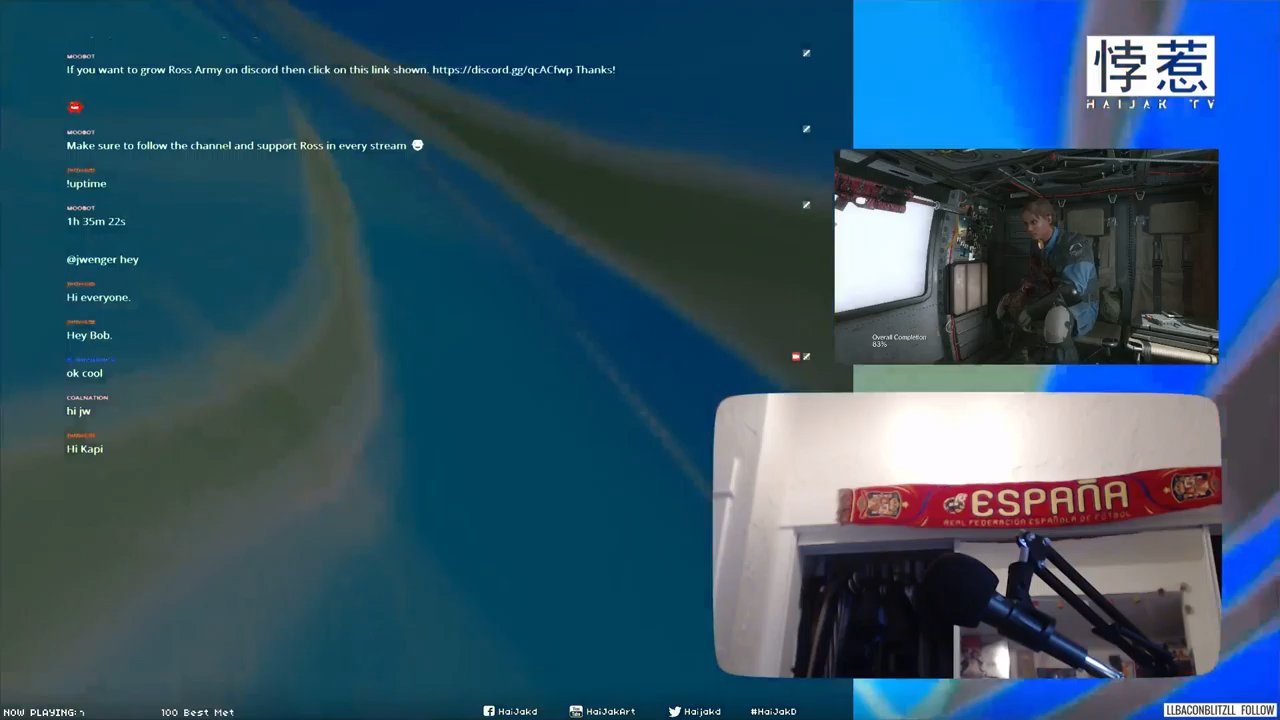 MOOBOT
If you want to grow Ross Army on discord then click on this link shown. https://discord.gg/qcACfwp Thanks!
MOOBOT
Make sure to follow the channel and support Ross in every stream
!uptime
MOOBOT
1h 35m 22s
@jwenger hey
Hi everyone.
Hey Bob.
ok cool
COALNATION
hi jw
Hi Kapi
悖惹
HAIJAK TV
Overall Completion
83%
ESPAÑA
REAL FEDERACIÓN ESPAÑOLA DE FÚTBOL
NOW PLAYING:
100 Best Met
HaiJakd
HaiJakArt
Haijakd
#HaiJakD
LLBACONBLITZLL FOLLOW